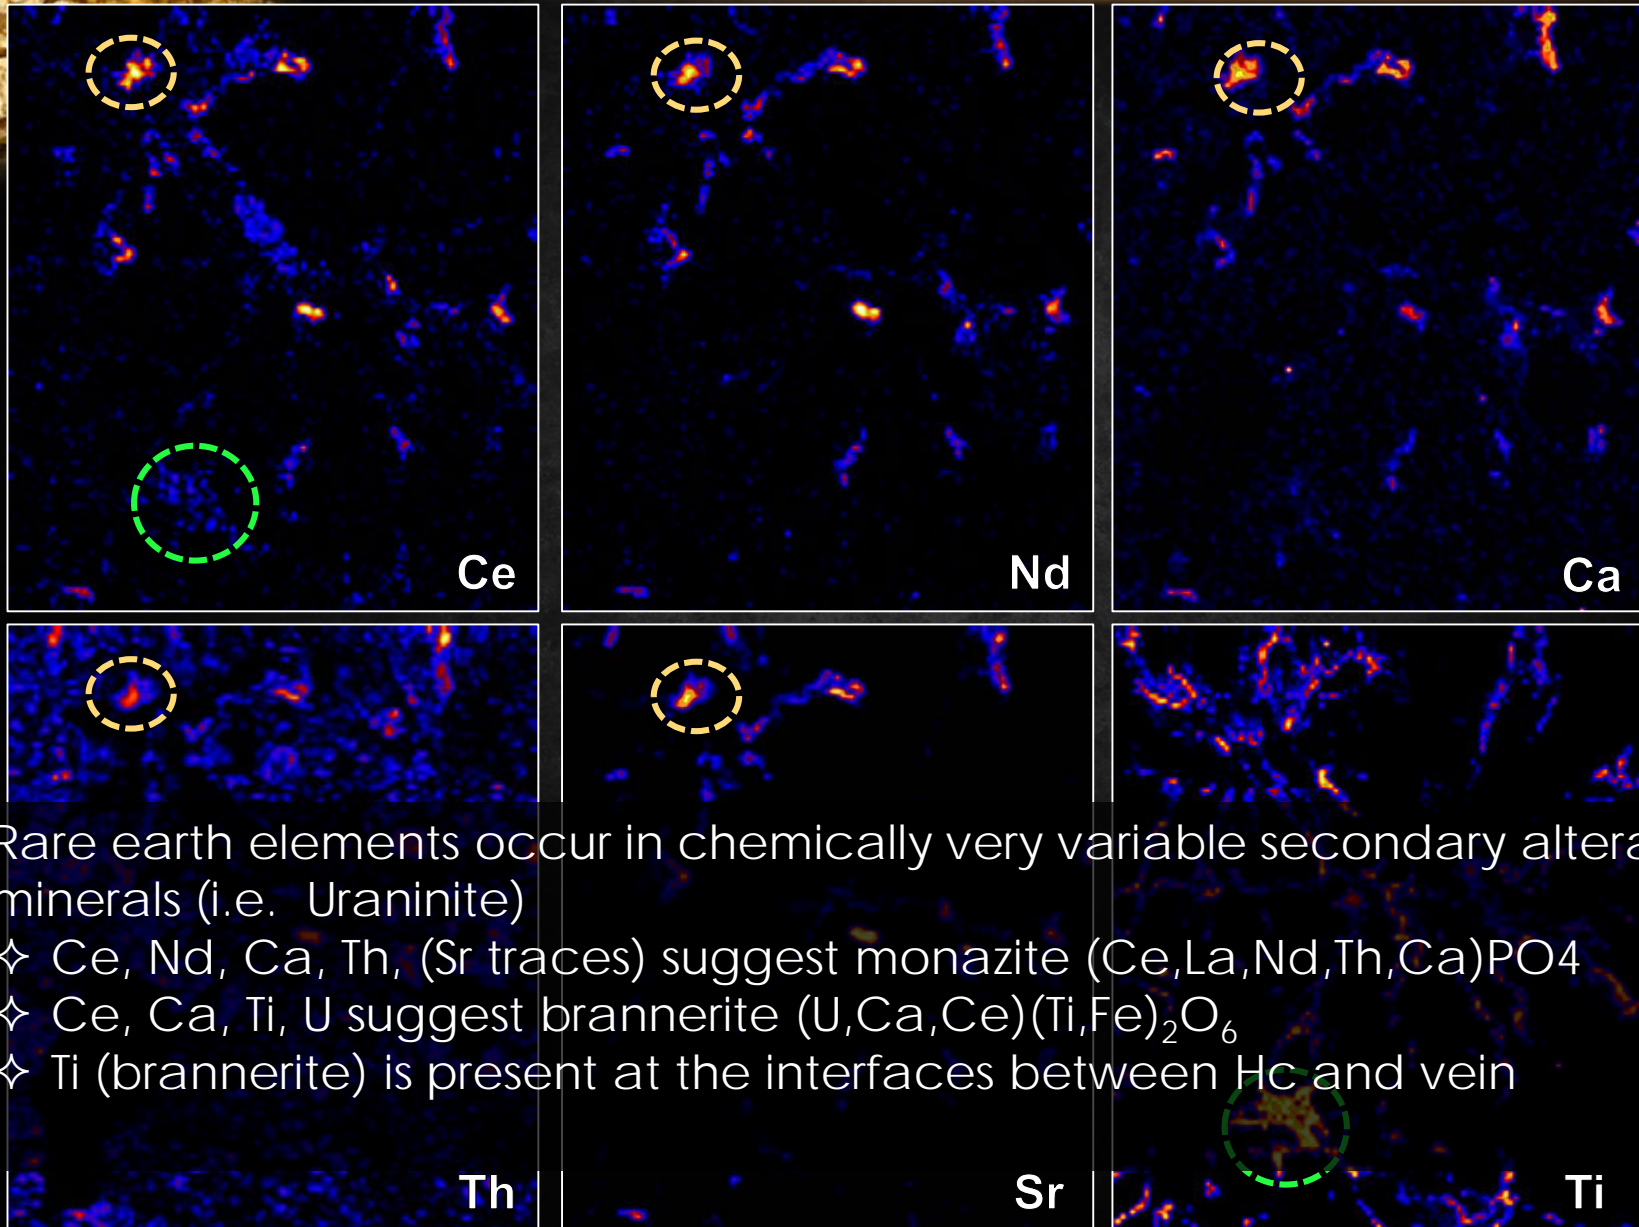 Ce
Nd
Ca
Rare earth elements occur in chemically very variable secondary
minerals (i.e. Uraninite)
✧ Ce, Nd, Ca, Th, (Sr traces) suggest monazite (Ce,La,Nd,Th,Ca)PO4
✧ Ce, Ca, Ti, U suggest brannerite (U,Ca,Ce)(Ti,Fe)₂O₆
✧ Ti (brannerite) is present at the interfaces between Hc and vein
Th
Sr
Ti